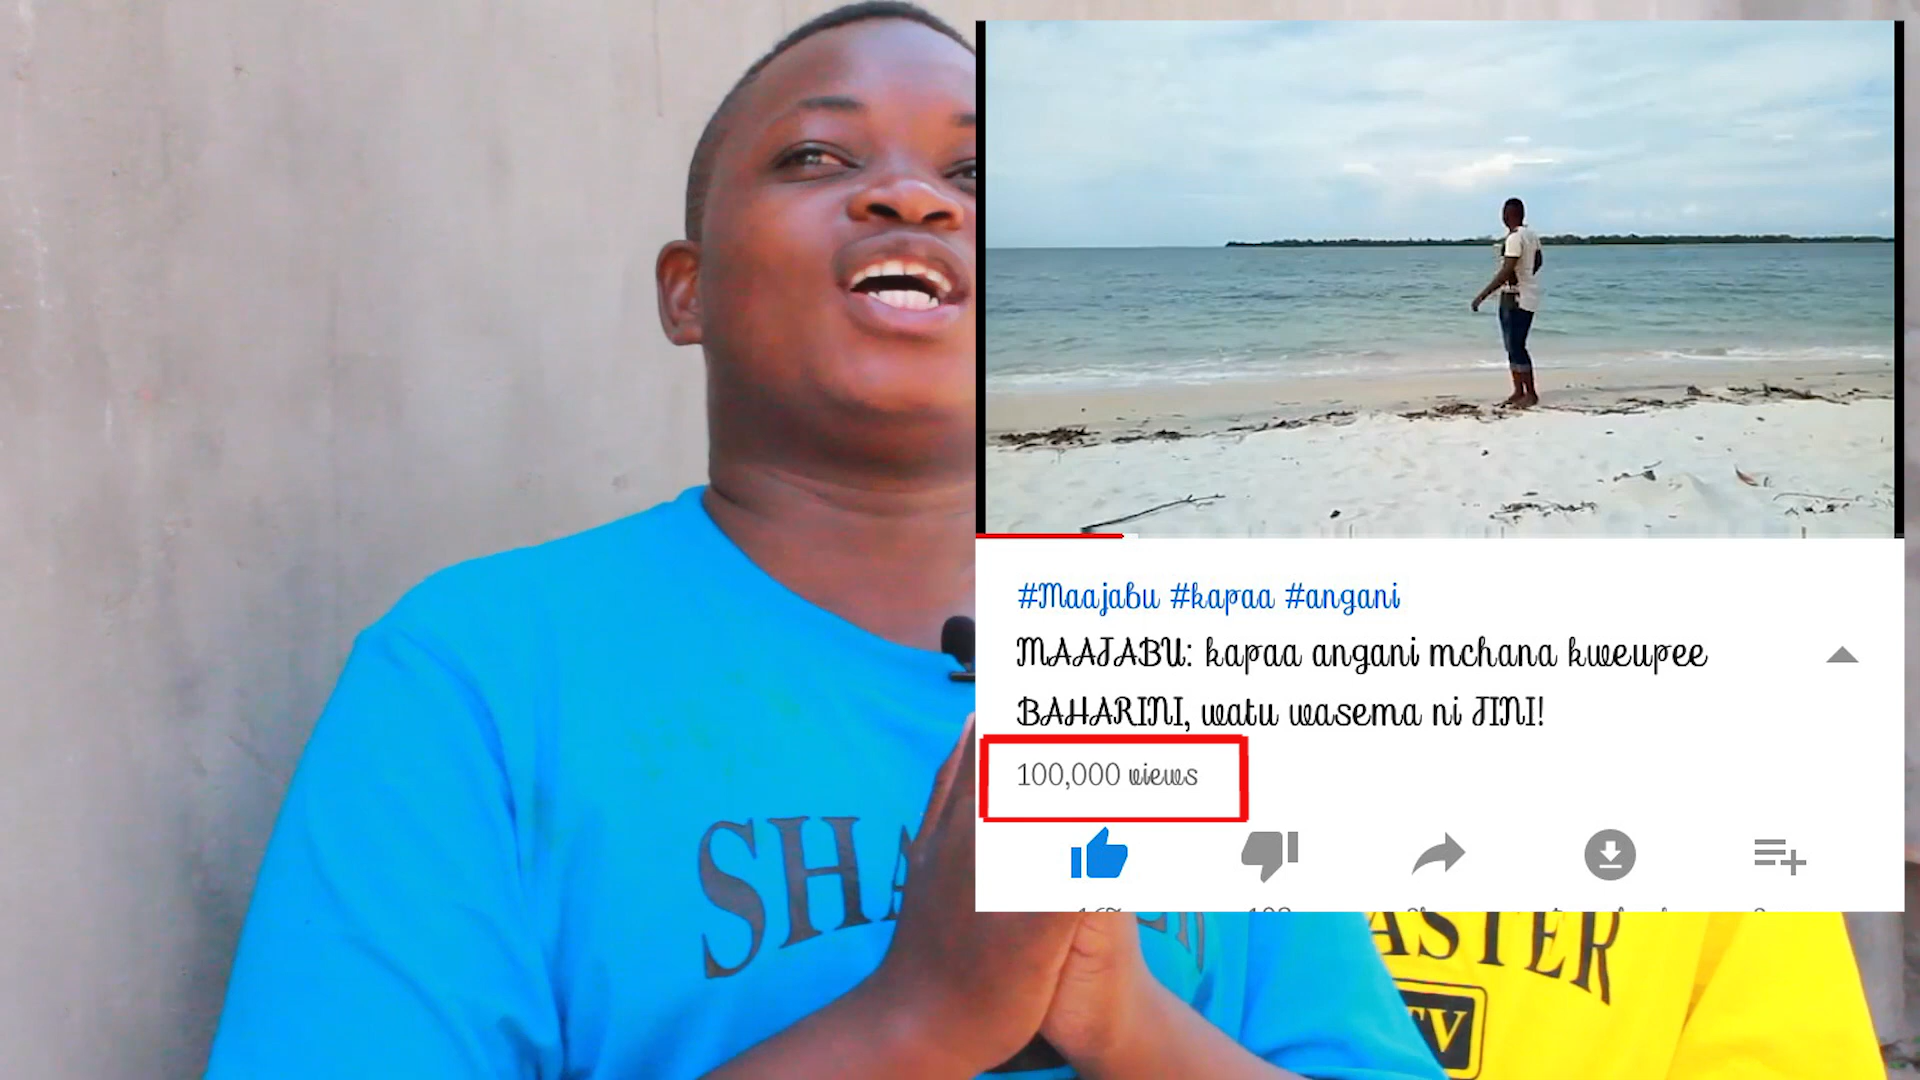 #Maajabu #kapaa #angani
MAAJABU: kapaa angani mchana kweupee
BAHARINI, watu wasema ni JINI!
100,000 views
SHA
ASTER
TV